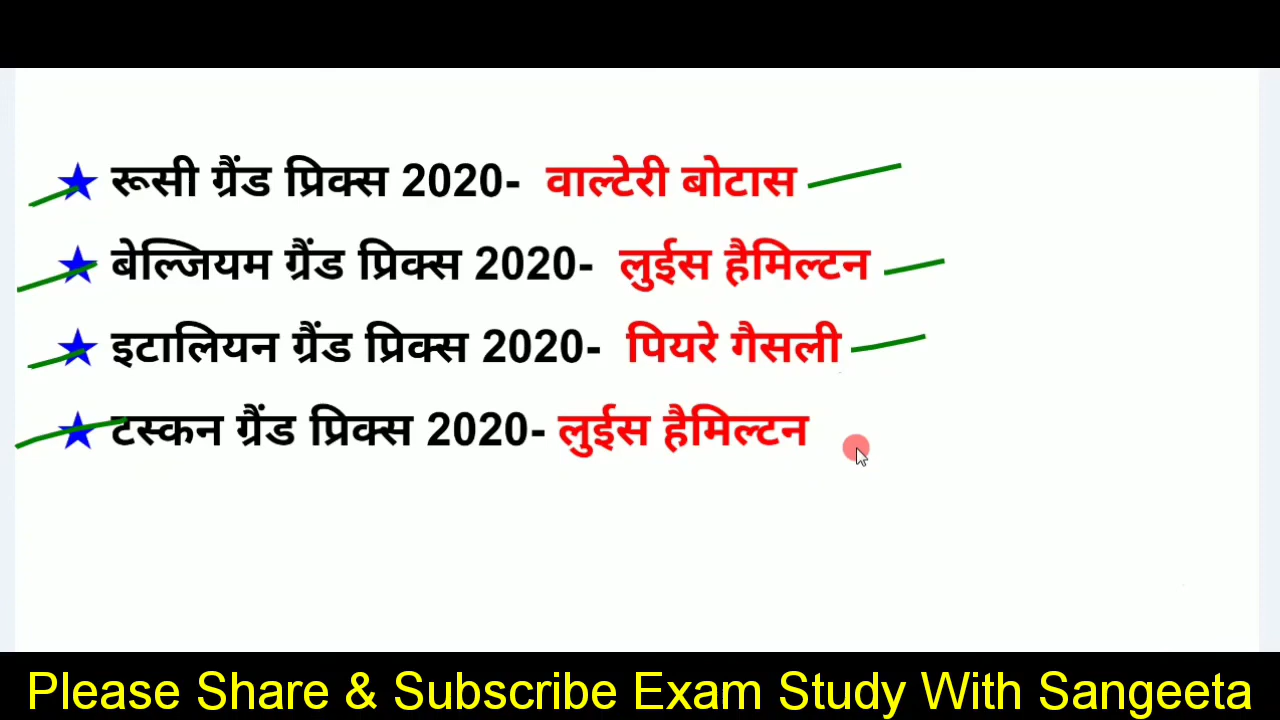 ★ रूसी ग्रैंड प्रिक्स 2020- वाल्टेरी बोटास
★ बेल्जियम ग्रैंड प्रिक्स 2020- लुईस हैमिल्टन
★ इटालियन ग्रैंड प्रिक्स 2020- पियरे गैसली
★ टस्कन ग्रैंड प्रिक्स 2020- लुईस हैमिल्टन
Please Share & Subscribe Exam Study With Sangeeta